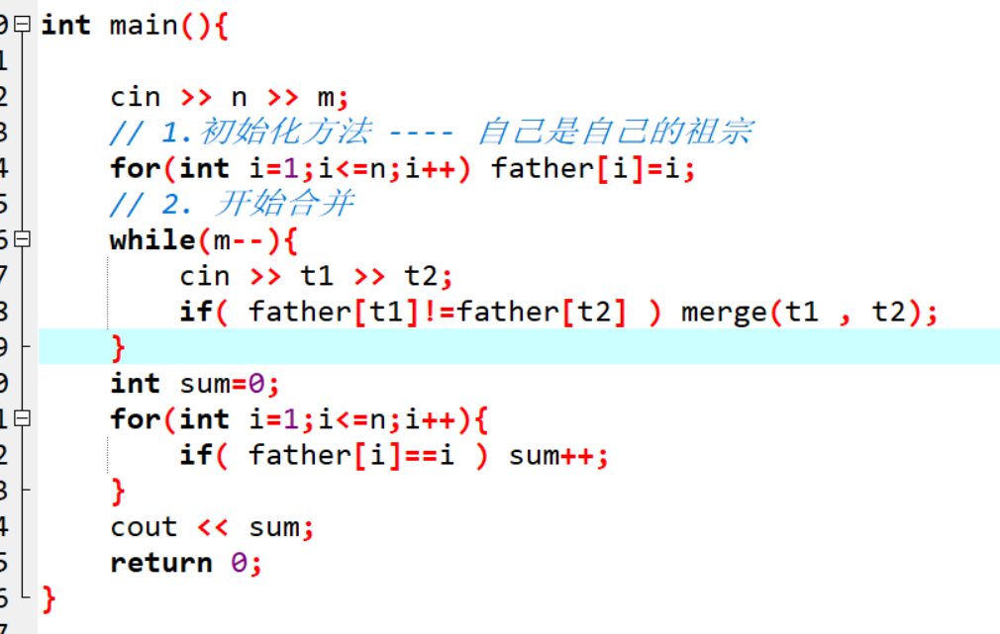 int main(){
cin >> n >> m;
// 1.初始化方法 ---- 自己是自己的祖宗
for(int i=1;i<=n;i++) father[i]=i;
// 2. 开始合并
while(m--){
cin >> t1 >> t2;
if( father[t1]!=father[t2] ) merge(t1 , t2);
}
int sum=0;
for(int i=1;i<=n;i++){
if( father[i]==i ) sum++;
}
cout << sum;
return 0;
}